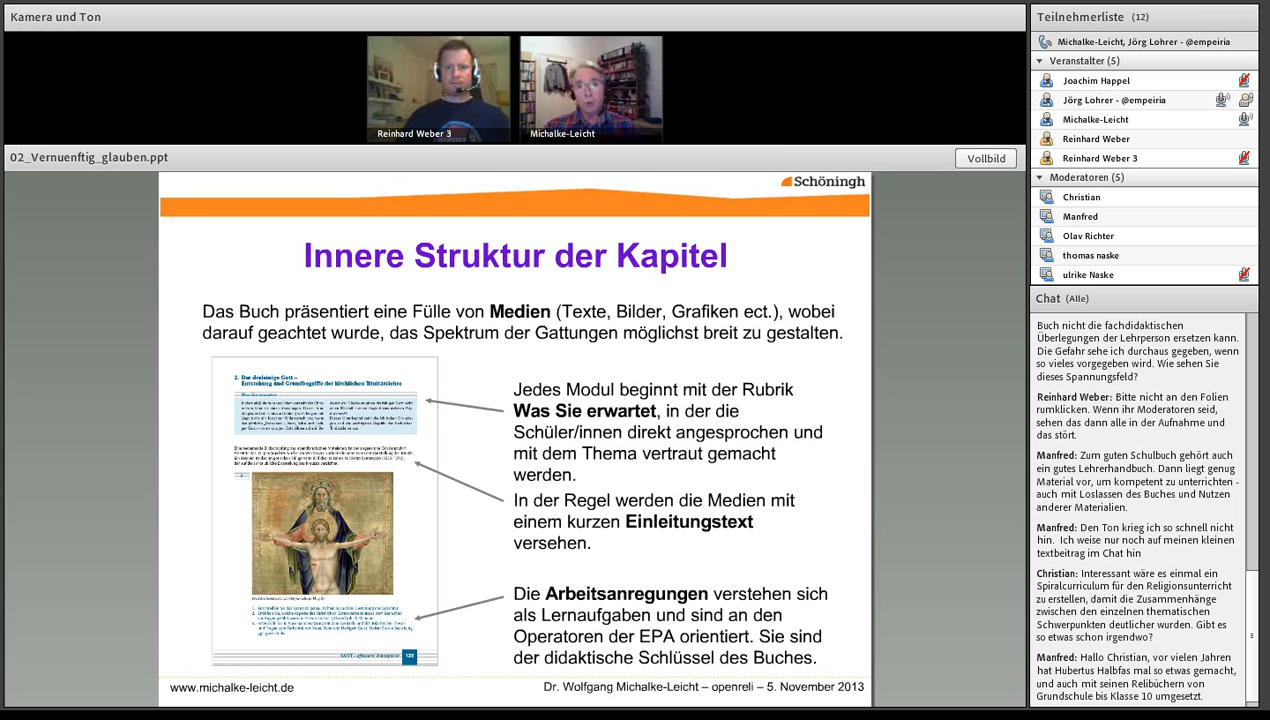 Kamera und Ton
Reinhard Weber 3
Michalke-Leicht
02_Vernuenftig_glauben.ppt
Vollbild
Schöningh
Innere Struktur der Kapitel
Das Buch präsentiert eine Fülle von Medien (Texte, Bilder, Grafiken ect.), wobei
darauf geachtet wurde, das Spektrum der Gattungen möglichst breit zu gestalten.
2. Der dreieinige Gott –
Entstehung und Grundbegriffe der kirchlichen Trinitätslehre
Was Sie erwartet
Jedes Modul beginnt mit der Rubrik
Was Sie erwartet, in der die
Schüler/innen direkt angesprochen und
mit dem Thema vertraut gemacht
werden.
In der Regel werden die Medien mit
einem kurzen Einleitungstext
versehen.
Die Arbeitsanregungen verstehen sich
als Lernaufgaben und sind an den
Operatoren der EPA orientiert. Sie sind
der didaktische Schlüssel des Buches.
125
www.michalke-leicht.de
Dr. Wolfgang Michalke-Leicht – openreli – 5. November 2013
Teilnehmerliste (12)
Michalke-Leicht, Jörg Lohrer - @empeiria
Veranstalter (5)
Joachim Happel
Jörg Lohrer - @empeiria
Michalke-Leicht
Reinhard Weber
Reinhard Weber 3
Moderatoren (5)
Christian
Manfred
Olav Richter
thomas naske
ulrike Naske
Chat (Alle)
Buch nicht die fachdidaktischen
Überlegungen der Lehrperson ersetzen kann.
Die Gefahr sehe ich durchaus gegeben, wenn
so vieles vorgegeben wird. Wie sehen Sie
dieses Spannungsfeld?
Reinhard Weber: Bitte nicht an den Folien
rumklicken. Wenn ihr Moderatoren seid,
sehen das dann alle in der Aufnahme und
das stört.
Manfred: Zum guten Schulbuch gehört auch
ein gutes Lehrerhandbuch. Dann liegt genug
Material vor, um kompetent zu unterrichten -
auch mit Loslassen des Buches und Nutzen
anderer Materialien.
Manfred: Den Ton krieg ich so schnell nicht
hin. Ich weise nur noch auf meinen kleinen
textbeitrag im Chat hin
Christian: Interessant wäre es einmal ein
Spiralcurriculum für den Religionsunterricht
zu erstellen, damit die Zusammenhänge
zwischen den einzelnen thematischen
Schwerpunkten deutlicher wurden. Gibt es
so etwas schon irgendwo?
Manfred: Hallo Christian, vor vielen Jahren
hat Hubertus Halbfas mal so etwas gemacht,
und auch mit seinen Relibüchern von
Grundschule bis Klasse 10 umgesetzt.